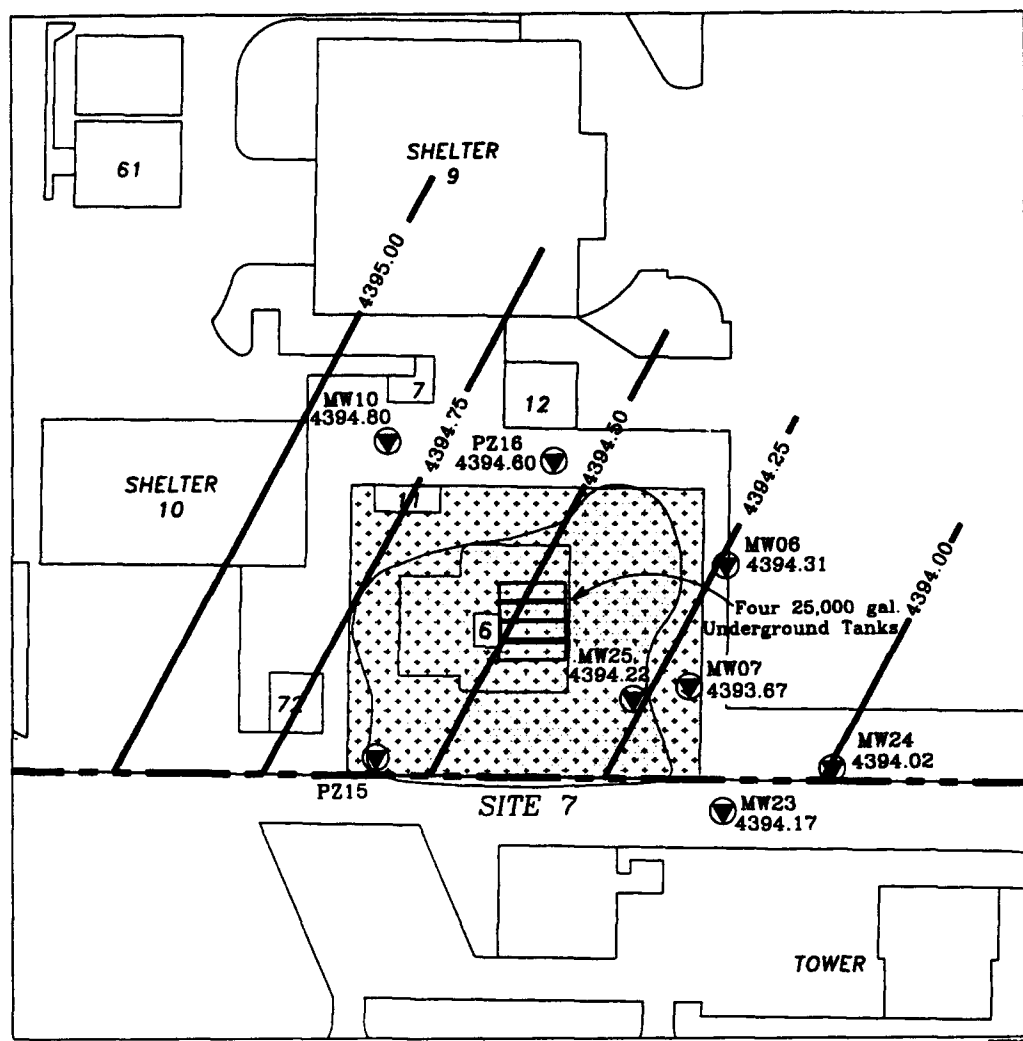 SHELTER
9
61
4395.00
7
MW10
4394.80
4394.75
12
PZ16
4394.60
4394.50
SHELTER
10
11
4394.25
MW06
4394.31
4394.00
Four 25,000 gal.
Underground Tanks
6
MW25
4394.22
MW07
4393.67
72
MW24
4394.02
PZ15
SITE 7
MW23
4394.17
TOWER